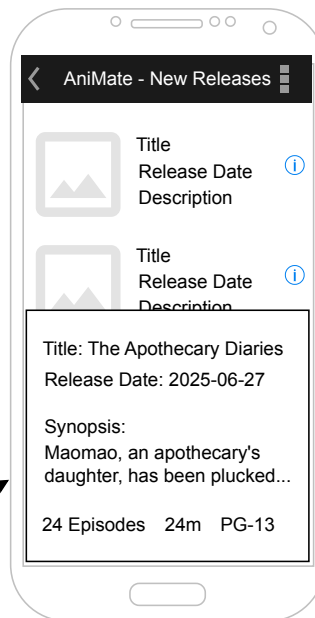 AniMate - New Releases
Title
Release Date
Description
Title
Release Date
Description
Title: The Apothecary Diaries
Release Date: 2025-06-27
Synopsis:
Maomao, an apothecary's
daughter, has been plucked...
24 Episodes 24m PG-13